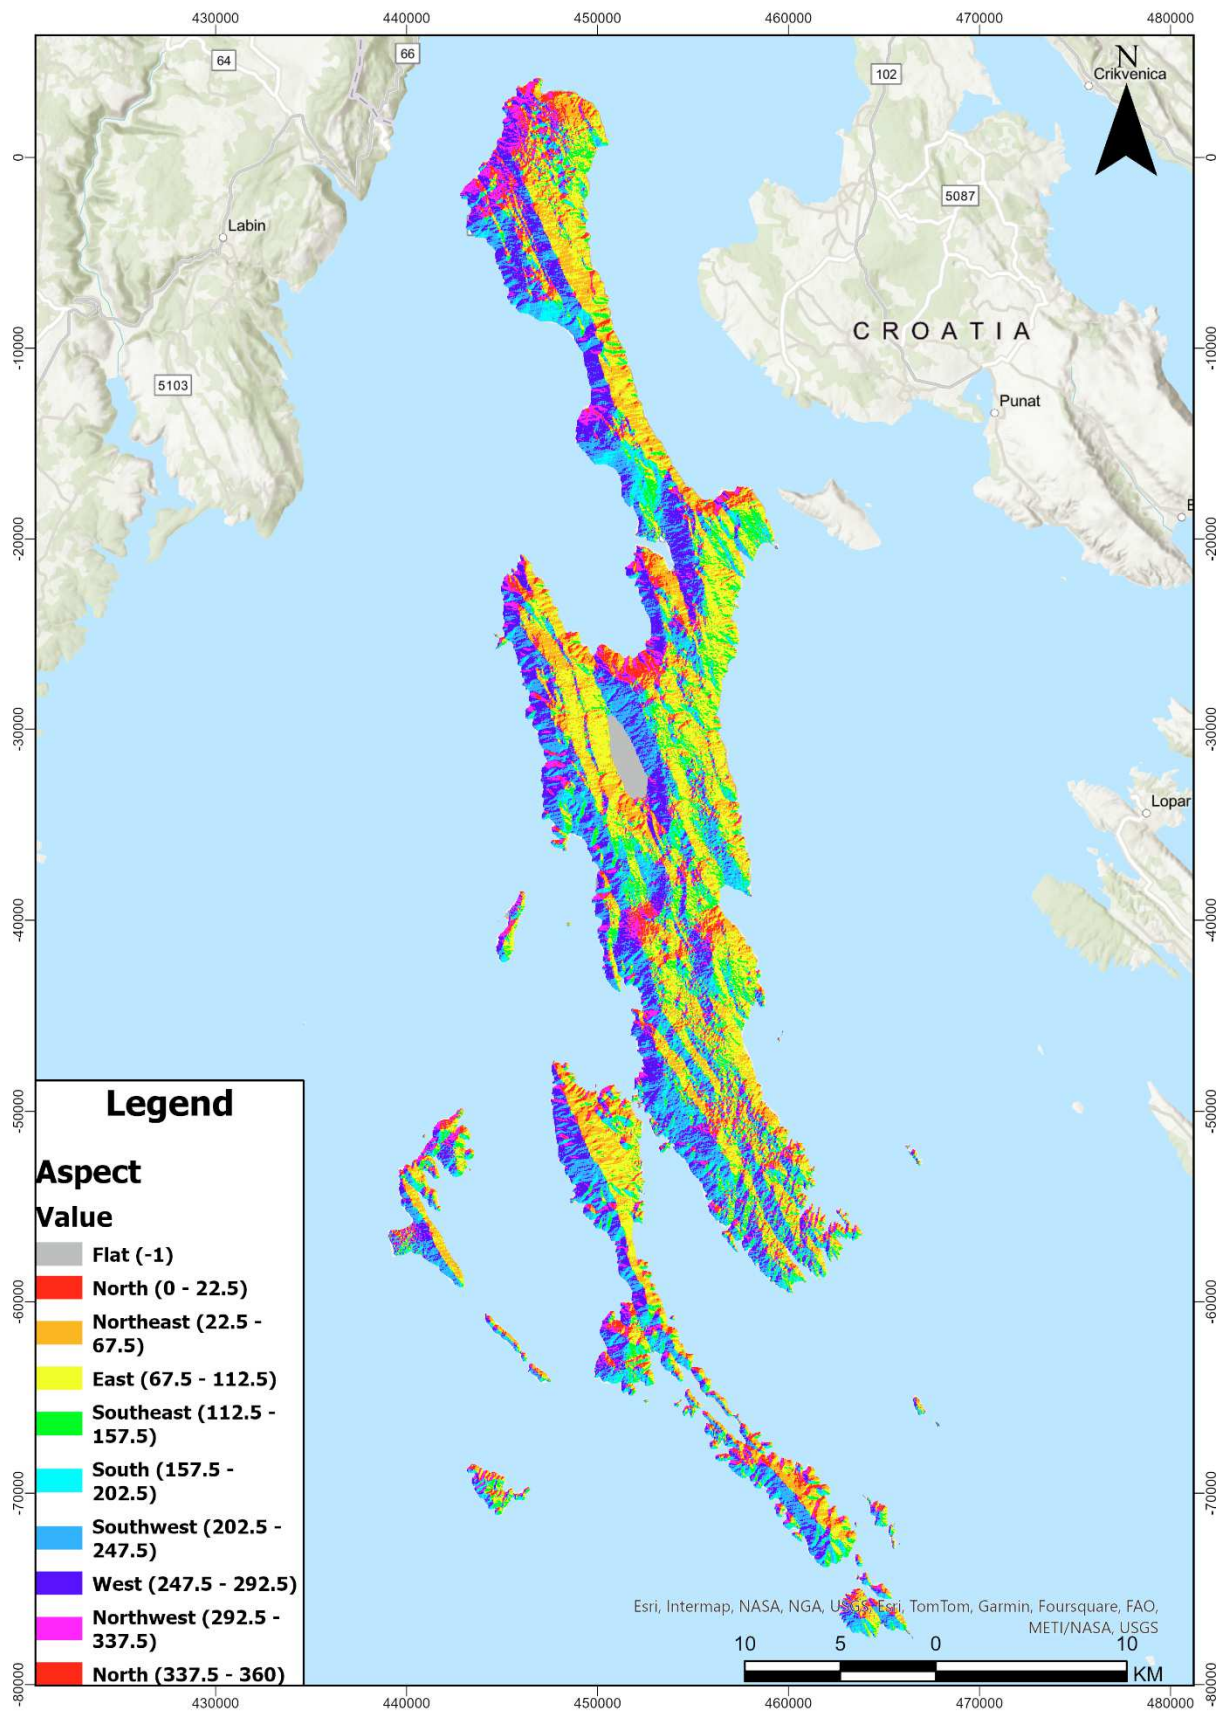 430000
440000
450000
460000
470000
480000
64
66
102
N
Crikvenica
0
0
5087
Labin
CROATIA
-10000
-10000
5103
Punat
-20000
-20000
-30000
-30000
Lopar
-40000
-40000
-50000
-50000
Legend
Aspect
Value
Flat (-1)
North (0 - 22.5)
Northeast (22.5 -
67.5)
East (67.5 - 112.5)
Southeast (112.5 -
157.5)
South (157.5 -
202.5)
Southwest (202.5 -
247.5)
West (247.5 - 292.5)
Northwest (292.5 -
337.5)
North (337.5 - 360)
-60000
-60000
-70000
-70000
Esri, Intermap, NASA, NGA, USGS, Esri, TomTom, Garmin, Foursquare, FAO,
METI/NASA, USGS
10 5 0 10
KM
-80000
-80000
430000
440000
450000
460000
470000
480000